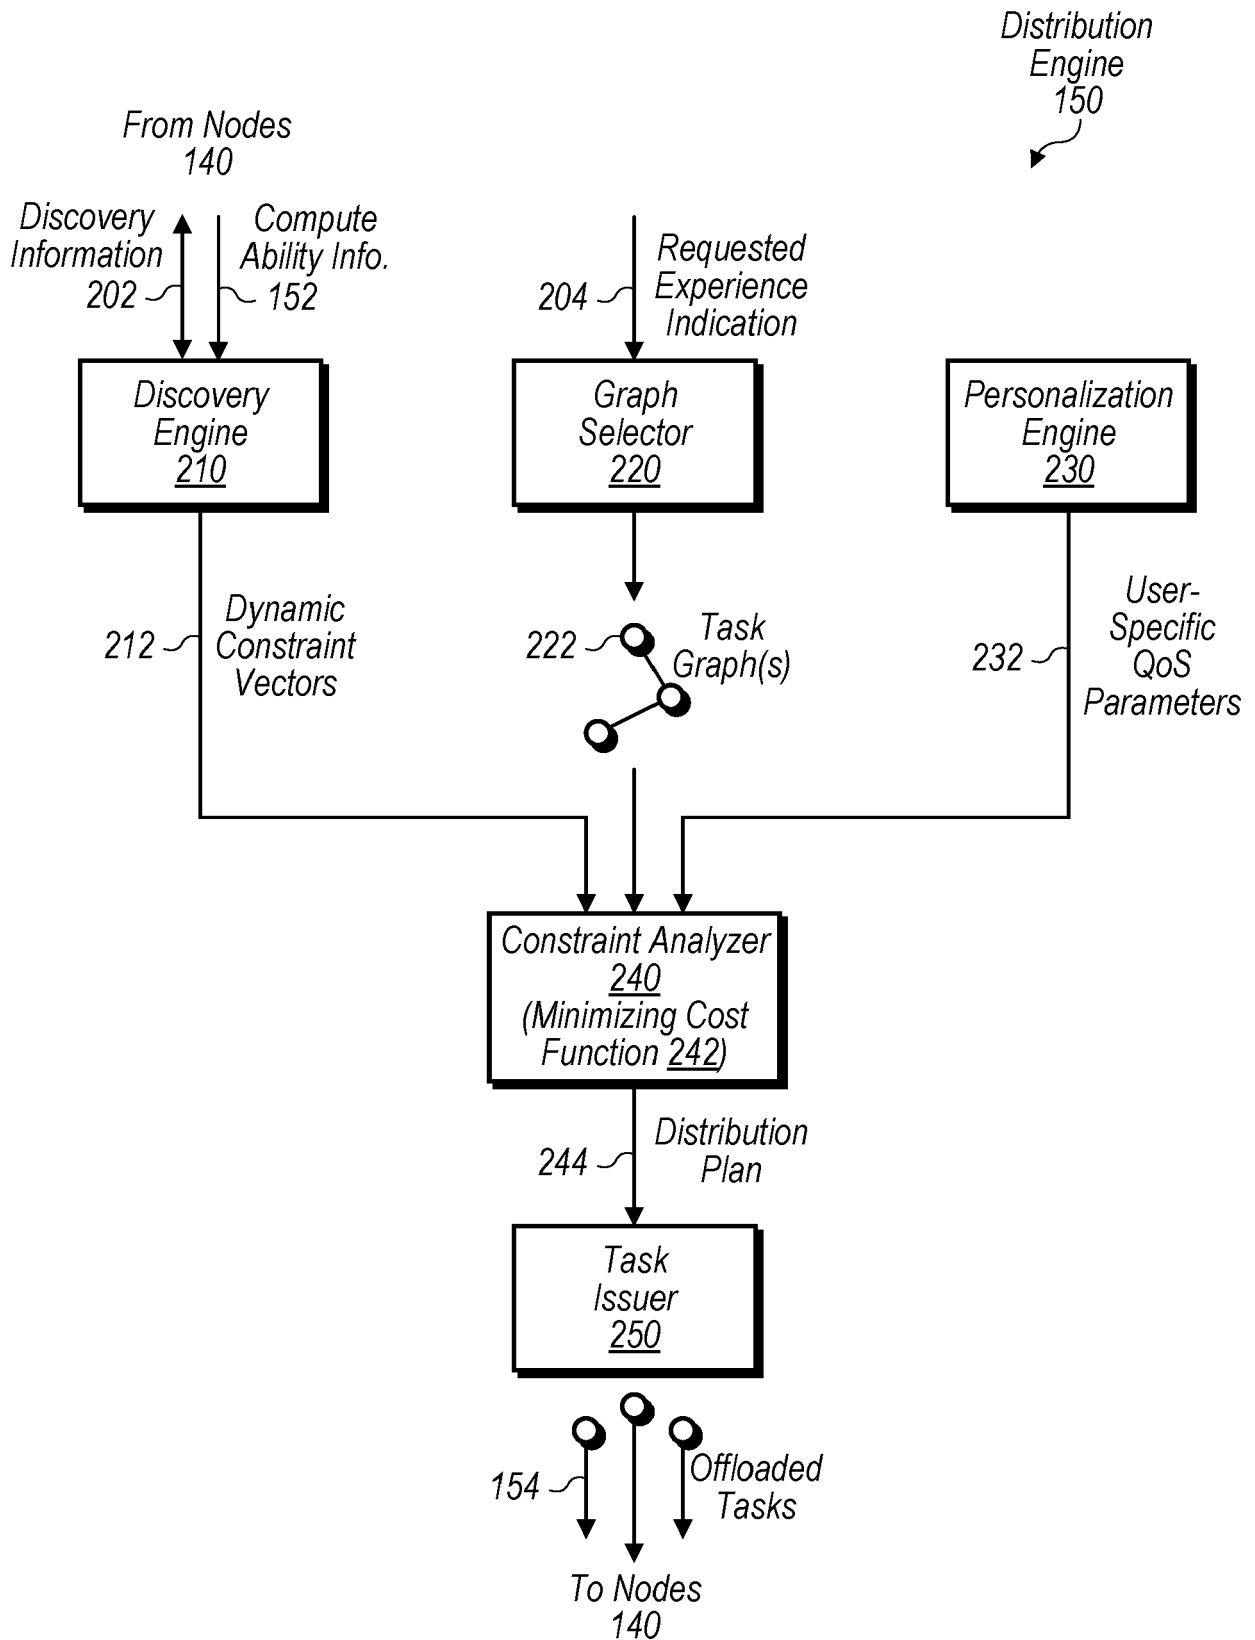 Distribution
Engine
150
From Nodes
140
Discovery
Information
202
Compute
Ability Info.
152
204
Requested
Experience
Indication
Discovery
Engine
210
Graph
Selector
220
Personalization
Engine
230
212
Dynamic
Constraint
Vectors
222
Task
Graph(s)
232
User-
Specific
QoS
Parameters
Constraint Analyzer
240
(Minimizing Cost
Function 242)
244
Distribution
Plan
Task
Issuer
250
154
Offloaded
Tasks
To Nodes
140